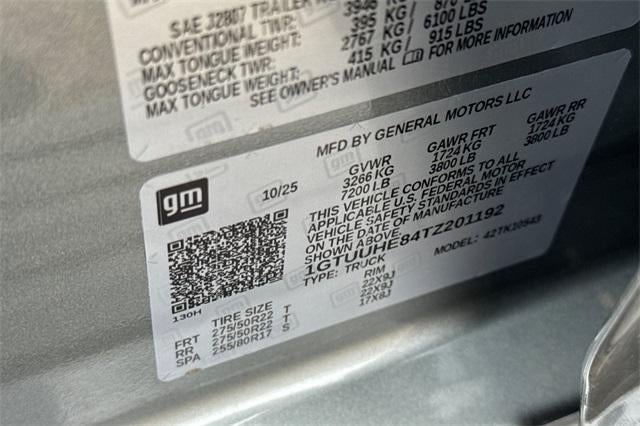 SAE J2807 TRAILER
CONVENTIONAL TWR: 3946 KG / 870
MAX TONGUE WEIGHT: 395 KG /
GOOSENECK TWR: 2767 KG / 6100 LBS
MAX TONGUE WEIGHT: 415 KG / 915 LBS
SEE OWNER'S MANUAL FOR MORE INFORMATION
MFD BY GENERAL MOTORS LLC
gm
10/25
GVWR GAWR FRT GAWR RR
3266 KG 1724 KG 1724 KG
7200 LB 3800 LB 3800 LB
THIS VEHICLE CONFORMS TO ALL
APPLICABLE U.S. FEDERAL MOTOR
VEHICLE SAFETY STANDARDS IN EFFECT
ON THE DATE OF MANUFACTURE
SHOWN ABOVE.
1GTUUHE84TZ201192
TYPE: TRUCK MODEL: 42TK10543
130H
TIRE SIZE RIM
FRT 275/50R22 T 22X9J
RR 275/50R22 T 22X9J
SPA 255/80R17 S 17X8J